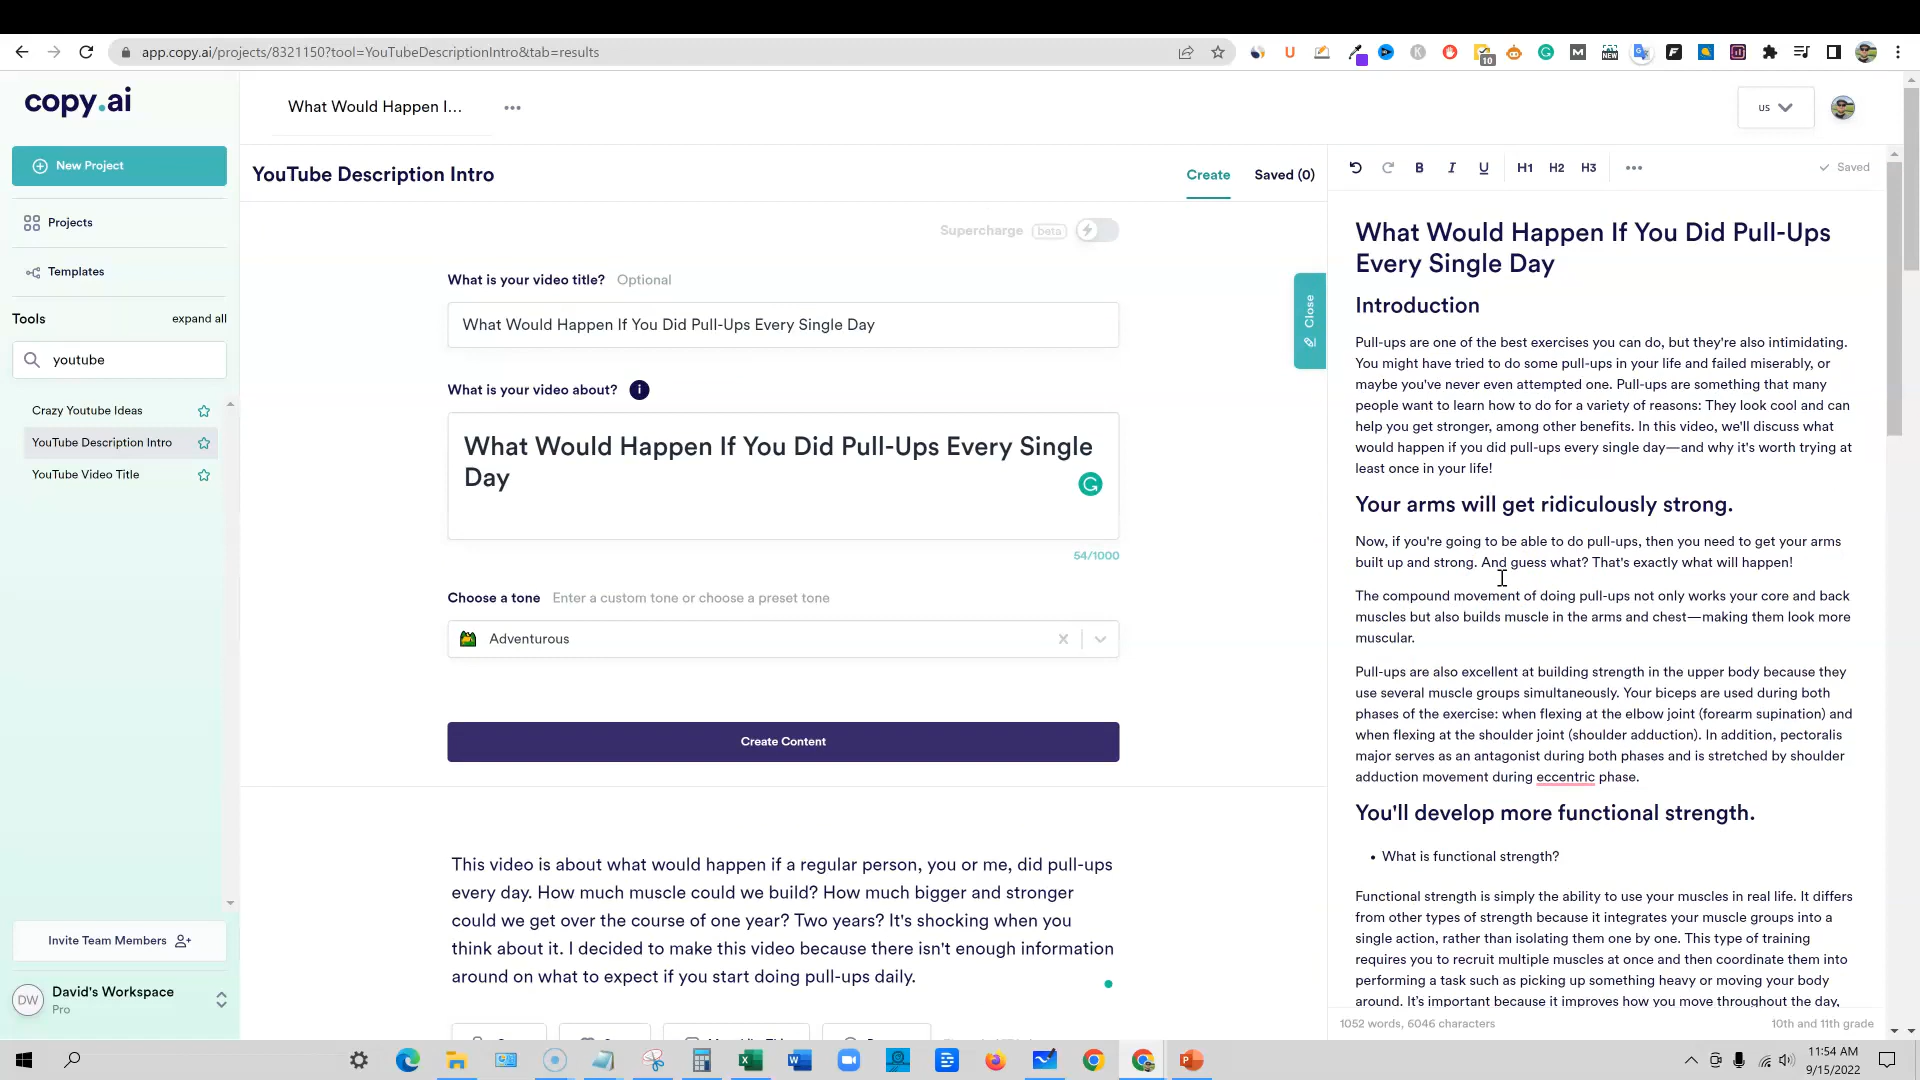 app.copy.ai/projects/8321150?tool=YouTubeDescriptionIntro&tab=results
10
NEW
copy.ai
What Would Happen I...
US
New Project
Projects
Templates
Tools
expand all
youtube
Crazy Youtube Ideas
YouTube Description Intro
YouTube Video Title
Invite Team Members
DW
David's Workspace
Pro
YouTube Description Intro
Create
Saved (0)
Supercharge beta
What is your video title? Optional
What Would Happen If You Did Pull-Ups Every Single Day
What is your video about?
What Would Happen If You Did Pull-Ups Every Single
Day
54/1000
Choose a tone Enter a custom tone or choose a preset tone
Adventurous
Create Content
This video is about what would happen if a regular person, you or me, did pull-ups
every day. How much muscle could we build? How much bigger and stronger
could we get over the course of one year? Two years? It's shocking when you
think about it. I decided to make this video because there isn't enough information
around on what to expect if you start doing pull-ups daily.
Close
B I U H1 H2 H3
Saved
What Would Happen If You Did Pull-Ups
Every Single Day
Introduction
Pull-ups are one of the best exercises you can do, but they're also intimidating.
You might have tried to do some pull-ups in your life and failed miserably, or
maybe you've never even attempted one. Pull-ups are something that many
people want to learn how to do for a variety of reasons: They look cool and can
help you get stronger, among other benefits. In this video, we'll discuss what
would happen if you did pull-ups every single day—and why it's worth trying at
least once in your life!
Your arms will get ridiculously strong.
Now, if you're going to be able to do pull-ups, then you need to get your arms
built up and strong. And guess what? That's exactly what will happen!
The compound movement of doing pull-ups not only works your core and back
muscles but also builds muscle in the arms and chest—making them look more
muscular.
Pull-ups are also excellent at building strength in the upper body because they
use several muscle groups simultaneously. Your biceps are used during both
phases of the exercise: when flexing at the elbow joint (forearm supination) and
when flexing at the shoulder joint (shoulder adduction). In addition, pectoralis
major serves as an antagonist during both phases and is stretched by shoulder
adduction movement during eccentric phase.
You'll develop more functional strength.
• What is functional strength?
Functional strength is simply the ability to use your muscles in real life. It differs
from other types of strength because it integrates your muscle groups into a
single action, rather than isolating them one by one. This type of training
requires you to recruit multiple muscles at once and then coordinate them into
performing a task such as picking up something heavy or moving your body
around. It's important because it improves how you move throughout the day,
1052 words, 6046 characters
10th and 11th grade
11:54 AM
9/15/2022